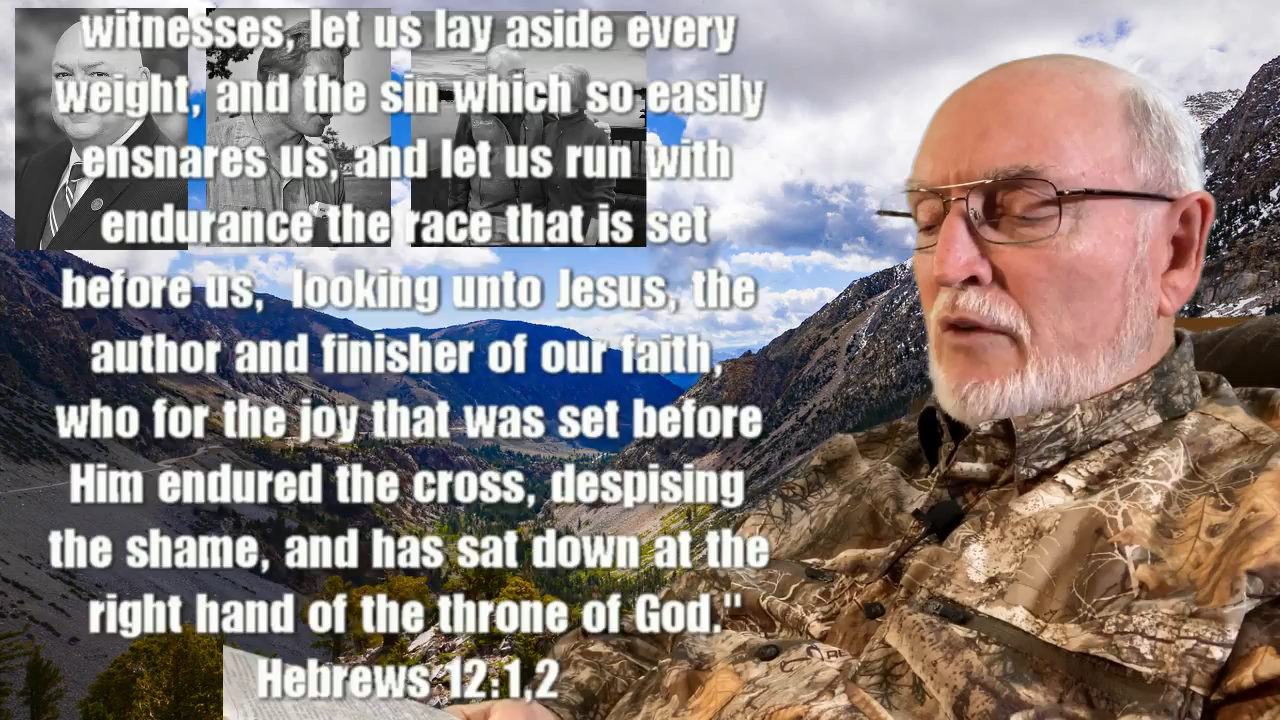 witnesses, let us lay aside every
weight, and the sin which so easily
ensnares us, and let us run with
endurance the race that is set
before us,  looking unto Jesus, the
author and finisher of our faith,
who for the joy that was set before
Him endured the cross, despising
the shame, and has sat down at the
right hand of the throne of God."
Hebrews 12:1,2